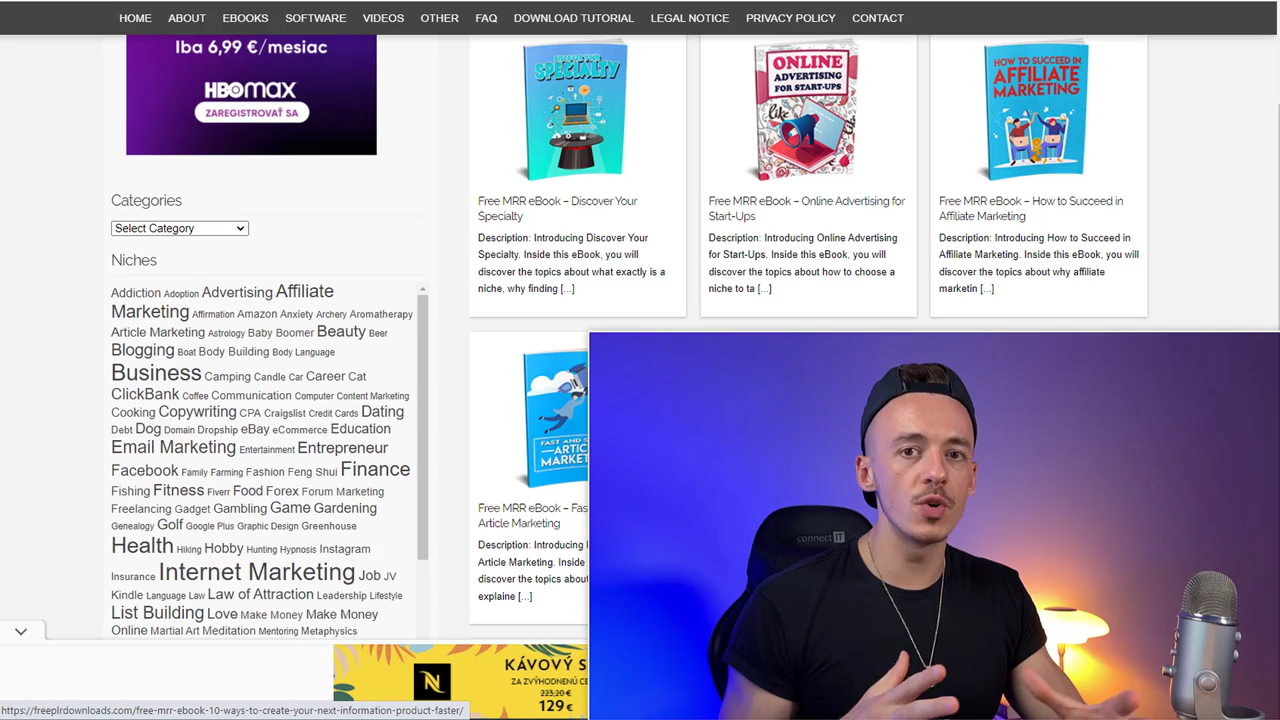 HOME ABOUT EBOOKS SOFTWARE VIDEOS OTHER FAQ DOWNLOAD TUTORIAL LEGAL NOTICE PRIVACY POLICY CONTACT
Iba 6,99 €/mesiac
HBOMAX
ZAREGISTROVAŤ SA
Categories
Select Category
Niches
Addiction Adoption Advertising Affiliate
Marketing Affirmation Amazon Anxiety Archery Aromatherapy
Article Marketing Astrology Baby Boomer Beauty Beer
Blogging Boat Body Building Body Language
Business Camping Candle Car Career Cat
ClickBank Coffee Communication Computer Content Marketing
Cooking Copywriting CPA Craigslist Credit Cards Dating
Debt Dog Domain Dropship eBay eCommerce Education
Email Marketing Entertainment Entrepreneur
Facebook Family Farming Fashion Feng Shui Finance
Fishing Fitness Fiverr Food Forex Forum Marketing
Freelancing Gadget Gambling Game Gardening
Genealogy Golf Google Plus Graphic Design Greenhouse
Health Hiking Hobby Hunting Hypnosis Instagram
Insurance Internet Marketing Job JV
Kindle Language Law Law of Attraction Leadership Lifestyle
List Building Love Make Money Make Money
Online Martial Art Meditation Mentoring Metaphysics
DISCOVER YOUR
SPECIALTY
Free MRR eBook – Discover Your
Specialty
Description: Introducing Discover Your
Specialty. Inside this eBook, you will
discover the topics about what exactly is a
niche, why finding [...]
ONLINE
ADVERTISING
FOR START-UPS
like
Free MRR eBook – Online Advertising for
Start-Ups
Description: Introducing Online Advertising
for Start-Ups. Inside this eBook, you will
discover the topics about how to choose a
niche to ta [...]
HOW TO SUCCEED IN
AFFILIATE
MARKETING
Free MRR eBook – How to Succeed in
Affiliate Marketing
Description: Introducing How to Succeed in
Affiliate Marketing. Inside this eBook, you will
discover the topics about why affiliate
marketin [...]
FAST AND S
ARTIC
MARKE
Free MRR eBook – Fas
Article Marketing
Description: Introducing
Article Marketing. Inside
discover the topics about
explaine [...]
connect IT
N
KÁVOVÝ S
ZA ZVÝHODNENÚ CE
223,20 €
129 €
https://freeplrdownloads.com/free-mrr-ebook-10-ways-to-create-your-next-information-product-faster/